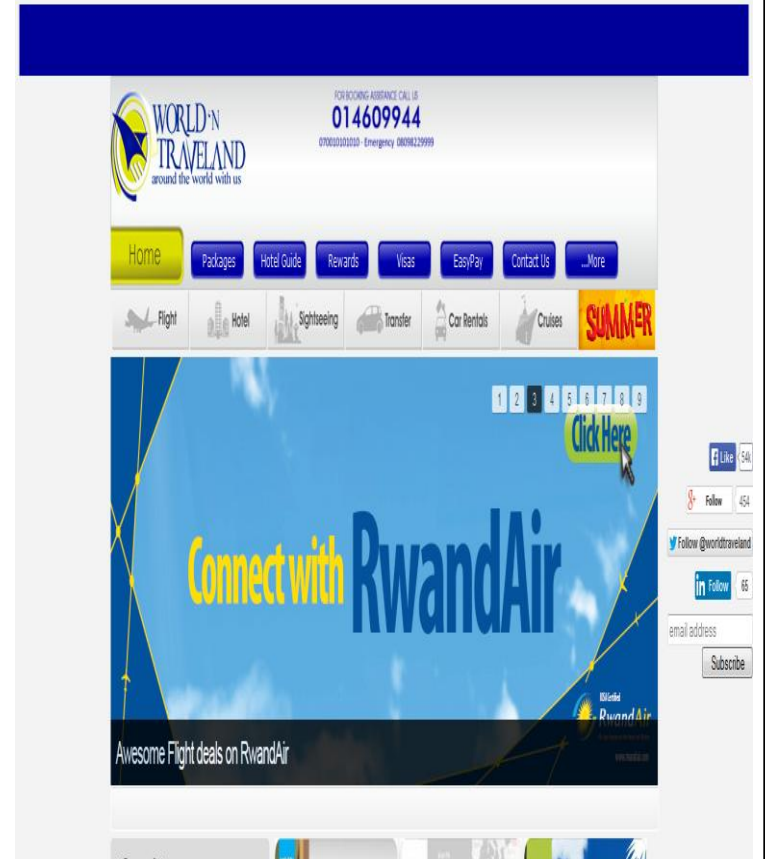 WORLD'N
TRAVELAND
around the world with us
FOR BOOKING ASSISTANCE CALL US
014609944
070010101010 - Emergency 08098229999
Home
Packages
Hotel Guide
Rewards
Visas
EasyPay
Contact Us
...More
Flight
Hotel
Sightseeing
Transfer
Car Rentals
Cruises
SUMMER
1 2 3 4 5 6 7 8 9
Click Here
Connect with RwandAir
RwandAir
Awesome Flight deals on RwandAir
Like 54k
Follow 454
Follow @worldtraveland
in Follow 65
email address
Subscribe